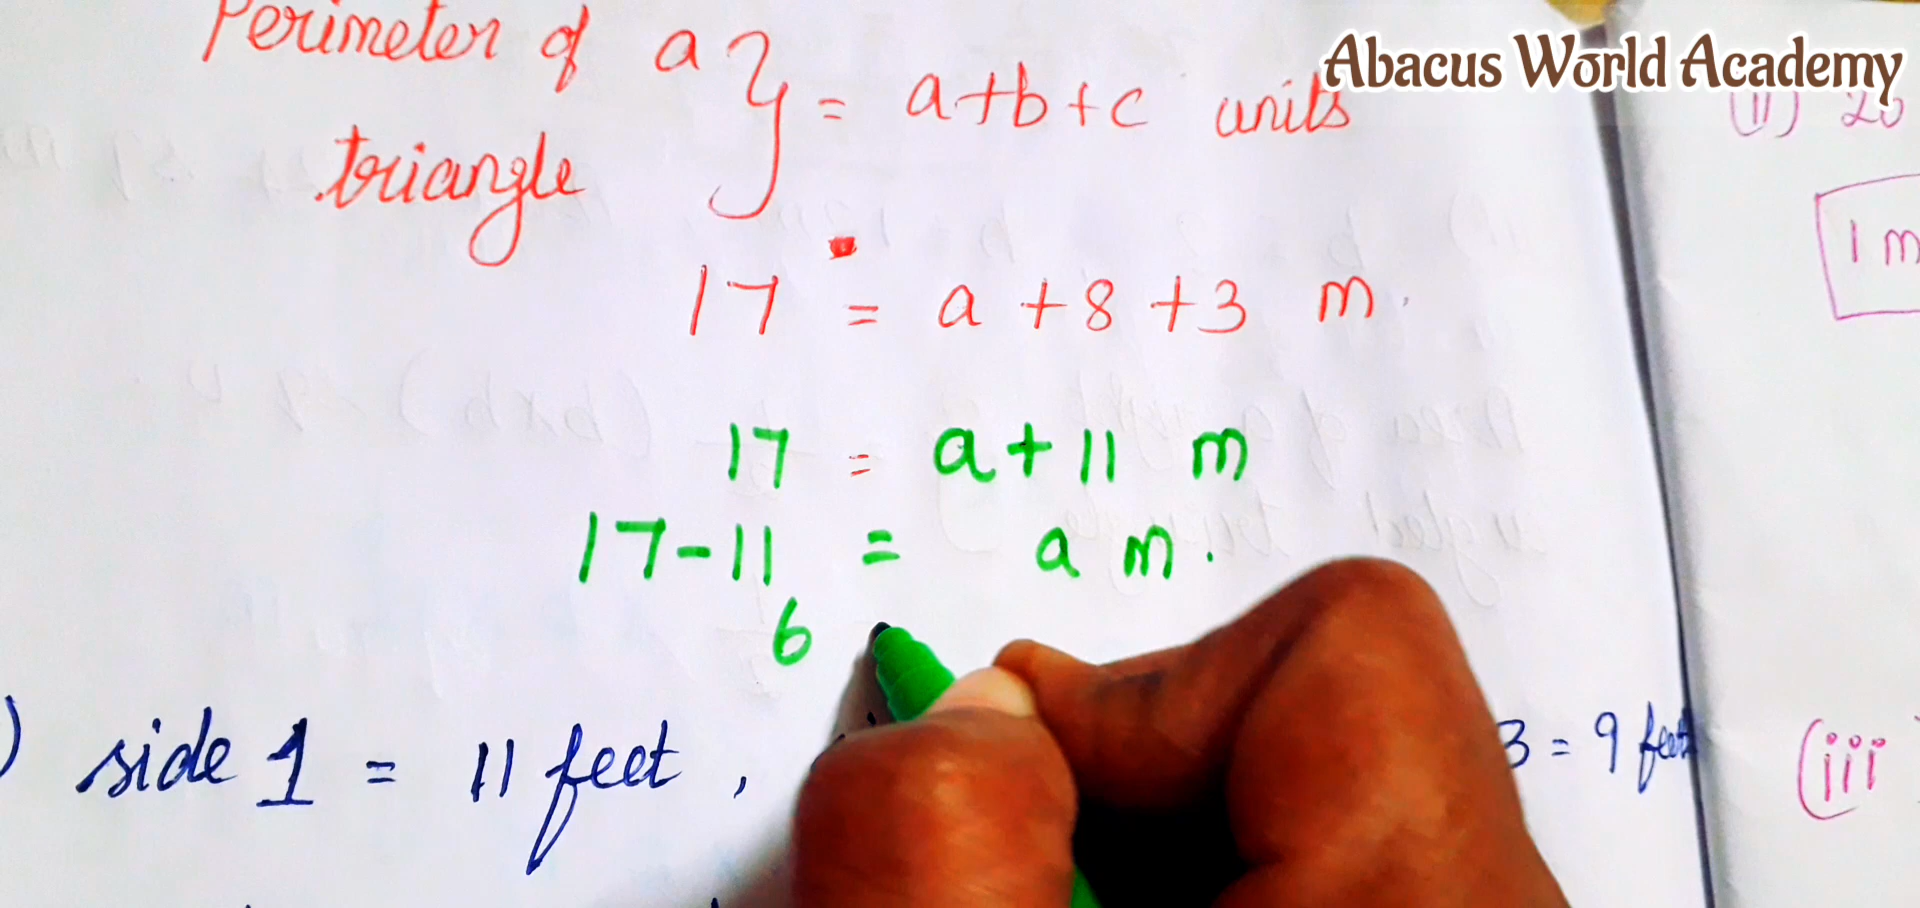 Abacus World Academy
Perimeter of a } = a+b+c units
triangle
17 = a +8 +3 m.
17 = a+11 m
17-11 = a m.
6
) side 1 = 11 feet , 3 = 9 feet
(ii) 20
1 m
(iii